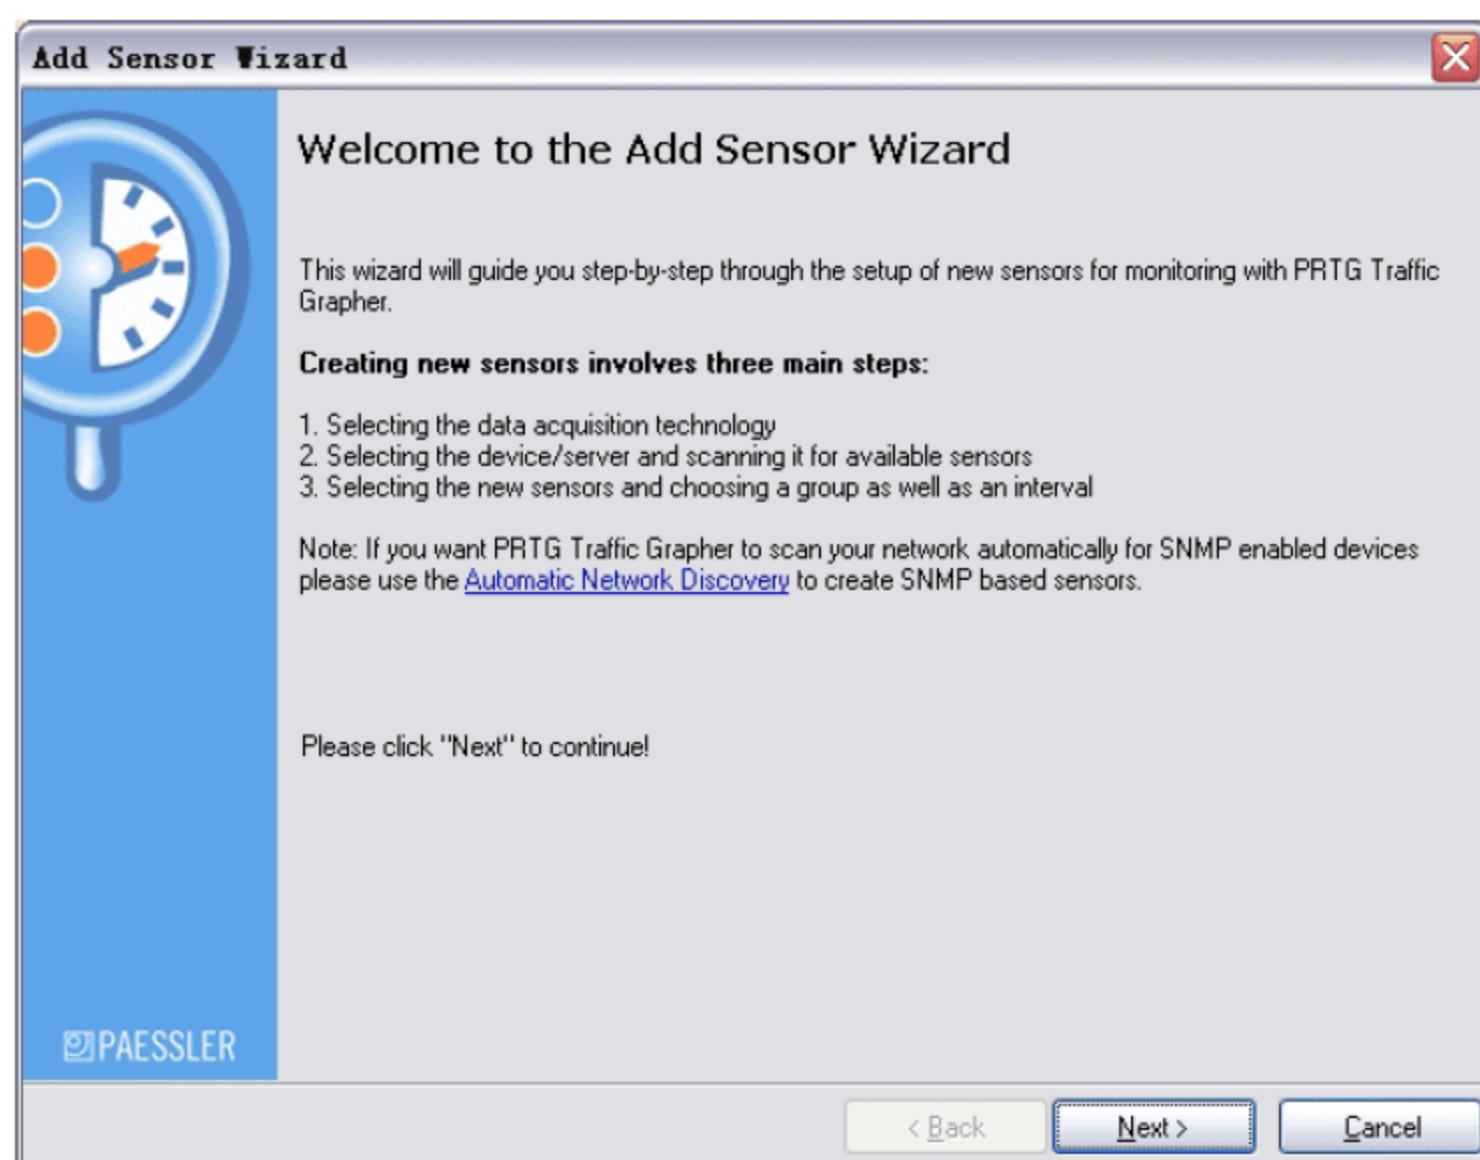 Add Sensor Wizard
Welcome to the Add Sensor Wizard
This wizard will guide you step-by-step through the setup of new sensors for monitoring with PRTG Traffic
Grapher.
Creating new sensors involves three main steps:
1. Selecting the data acquisition technology
2. Selecting the device/server and scanning it for available sensors
3. Selecting the new sensors and choosing a group as well as an interval
Note: If you want PRTG Traffic Grapher to scan your network automatically for SNMP enabled devices
please use the Automatic Network Discovery to create SNMP based sensors.
Please click "Next" to continue!
PAESSLER
< Back
Next >
Cancel